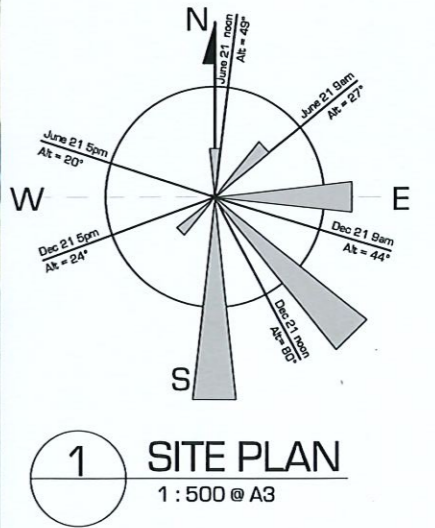 N
June 21 noon
Alt = 49°
June 21 9am
Alt = 27°
June 21 5pm
Alt = 20°
W
E
Dec 21 5pm
Alt = 24°
Dec 21 9am
Alt = 44°
Dec 21 noon
Alt= 80°
S
1
SITE PLAN
1 : 500 @ A3